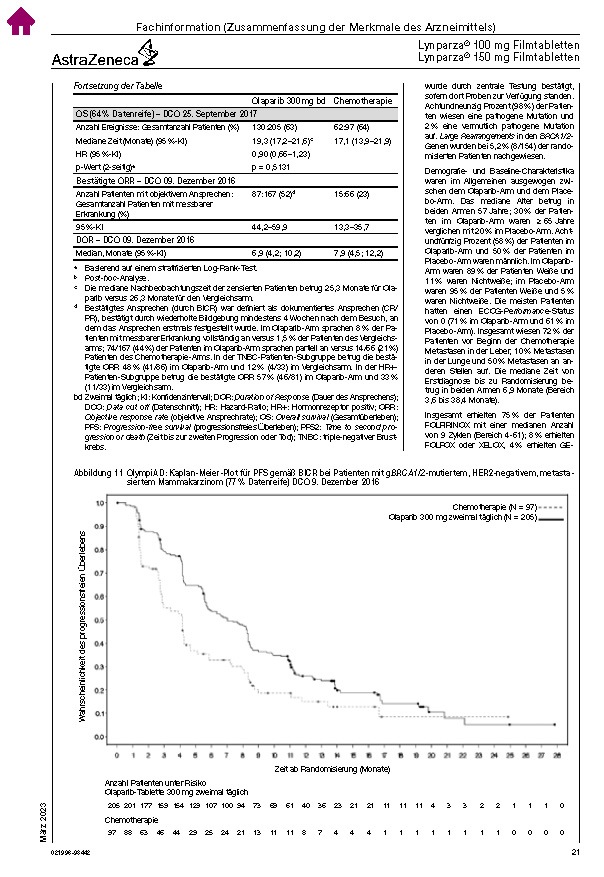 Fachinformation (Zusammenfassung der Merkmale des Arzneimittels)
AstraZeneca
Lynparza® 100 mg Filmtabletten
Lynparza® 150 mg Filmtabletten
Fortsetzung der Tabelle
Olaparib 300 mg bd Chemotherapie
OS (64% Datenreife) – DCO 25. September 2017
Anzahl Ereignisse: Gesamtanzahl Patienten (%) 130:205 (63) 62:97 (64)
Mediane Zeit (Monate) (95 %-KI) 19,3 (17,2–21,6)c 17,1 (13,9–21,9)
HR (95 %-KI) 0,90 (0,66–1,23)
p-Wert (2-seitig)a p = 0,5131
Bestätigte ORR – DCO 09. Dezember 2016
Anzahl Patienten mit objektivem Ansprechen: 87:167 (52)d 15:66 (23)
Gesamtzahl Patienten mit messbarer
Erkrankung (%)
95 %-KI 44,2–59,9 13,3–35,7
DOR – DCO 09. Dezember 2016
Median, Monate (95 %-KI) 6,9 (4,2; 10,2) 7,9 (4,5; 12,2)
a Basierend auf einem stratifizierten Log-Rank-Test.
b Post-hoc-Analyse.
c Die mediane Nachbeobachtungszeit der zensierten Patienten betrug 25,3 Monate für Ola-
parib versus 26,3 Monate für den Vergleichsarm.
d Bestätigtes Ansprechen (durch BICR) war definiert als dokumentiertes Ansprechen (CR/
PR), bestätigt durch wiederholte Bildgebung mindestens 4 Wochen nach dem Besuch, an
dem das Ansprechen erstmals festgestellt wurde. Im Olaparib-Arm sprachen 8 % der Pa-
tienten mit messbarer Erkrankung vollständig an versus 1,5 % der Patienten des Vergleichs-
arms; 74/167 (44%) der Patienten im Olaparib-Arm sprachen partiell an versus 14/66 (21%)
Patienten des Chemotherapie-Arms. In der TNBC-Patienten-Subgruppe betrug die bestä-
tigte ORR 48 % (41/86) im Olaparib-Arm und 12% (4/33) im Vergleichsarm. In der HR+-
Patienten-Subgruppe betrug die bestätigte ORR 57 % (46/81) im Olaparib-Arm und 33 %
(11/33) im Vergleichsarm.
bd Zweimal täglich; KI: Konfidenzintervall; DOR: Duration of Response (Dauer des Ansprechens);
DCO: Data cut off (Datenschnitt); HR: Hazard-Ratio; HR+: Hormonrezeptor positiv; ORR:
Objective response rate (objektive Ansprechrate); OS: Overall survival (Gesamtüberleben);
PFS: Progression-free survival (progressionsfreies Überleben); PFS2: Time to second pro-
gression or death (Zeit bis zur zweiten Progression oder Tod); TNBC: triple-negativer Brust-
krebs.
wurde durch zentrale Testung bestätigt,
sofern dort Proben zur Verfügung standen.
Achtundneunzig Prozent (98 %) der Patien-
ten wiesen eine pathogene Mutation und
2 % eine vermutlich pathogene Mutation
auf. Large Rearrangements in den BRCA1/2-
Genen wurden bei 5,2 % (8/154) der rando-
misierten Patienten nachgewiesen.
Demografie- und Baseline-Charakteristika
waren im Allgemeinen ausgewogen zwi-
schen dem Olaparib-Arm und dem Place-
bo-Arm. Das mediane Alter betrug in
beiden Armen 57 Jahre; 30 % der Patien-
ten im Olaparib-Arm waren ≥ 65 Jahre
verglichen mit 20% im Placebo-Arm. Acht-
undfünfzig Prozent (58 %) der Patienten im
Olaparib-Arm und 50 % der Patienten im
Placebo-Arm waren männlich. Im Olaparib-
Arm waren 89 % der Patienten Weiße und
11 % waren Nichtweiße; im Placebo-Arm
waren 95 % der Patienten Weiße und 5 %
waren Nichtweiße. Die meisten Patienten
hatten einen ECOG-Performance-Status
von 0 (71 % im Olaparib-Arm und 61 % im
Placebo-Arm). Insgesamt wiesen 72 % der
Patienten vor Beginn der Chemotherapie
Metastasen in der Leber, 10% Metastasen
in der Lunge und 50% Metastasen an an-
deren Stellen auf. Die mediane Zeit von
Erstdiagnose bis zu Randomisierung be-
trug in beiden Armen 6,9 Monate (Bereich
3,6 bis 38,4 Monate).
Insgesamt erhielten 75 % der Patienten
FOLFIRINOX mit einer medianen Anzahl
von 9 Zyklen (Bereich 4-61); 8 % erhielten
FOLFOX oder XELOX, 4 % erhielten GE-
Abbildung 11 OlympiAD: Kaplan-Meier-Plot für PFS gemäß BICR bei Patienten mit gBRCA1/2-mutiertem, HER2-negativem, metasta-
siertem Mammakarzinom (77 % Datenreife) DCO 9. Dezember 2016
Chemotherapie (N = 97)
Olaparib 300 mg zweimal täglich (N = 205)
Wahrscheinlichkeit des progressionsfreien Überlebens
1.0
0.9
0.8
0.7
0.6
0.5
0.4
0.3
0.2
0.1
0.0
0 1 2 3 4 5 6 7 8 9 10 11 12 13 14 15 16 17 18 19 20 21 22 23 24 25 26 27 28
Zeit ab Randomisierung (Monate)
Anzahl Patienten unter Risiko
Olaparib-Tablette 300 mg zweimal täglich
205 201 177 159 154 129 107 100 94 73 69 61 40 36 23 21 21 11 11 11 4 3 3 2 2 1 1 1 0
Chemotherapie
97 88 63 46 44 29 25 24 21 13 11 11 8 7 4 4 4 1 1 1 1 1 1 1 1 0 0 0 0
März 2023
021996-98442
21